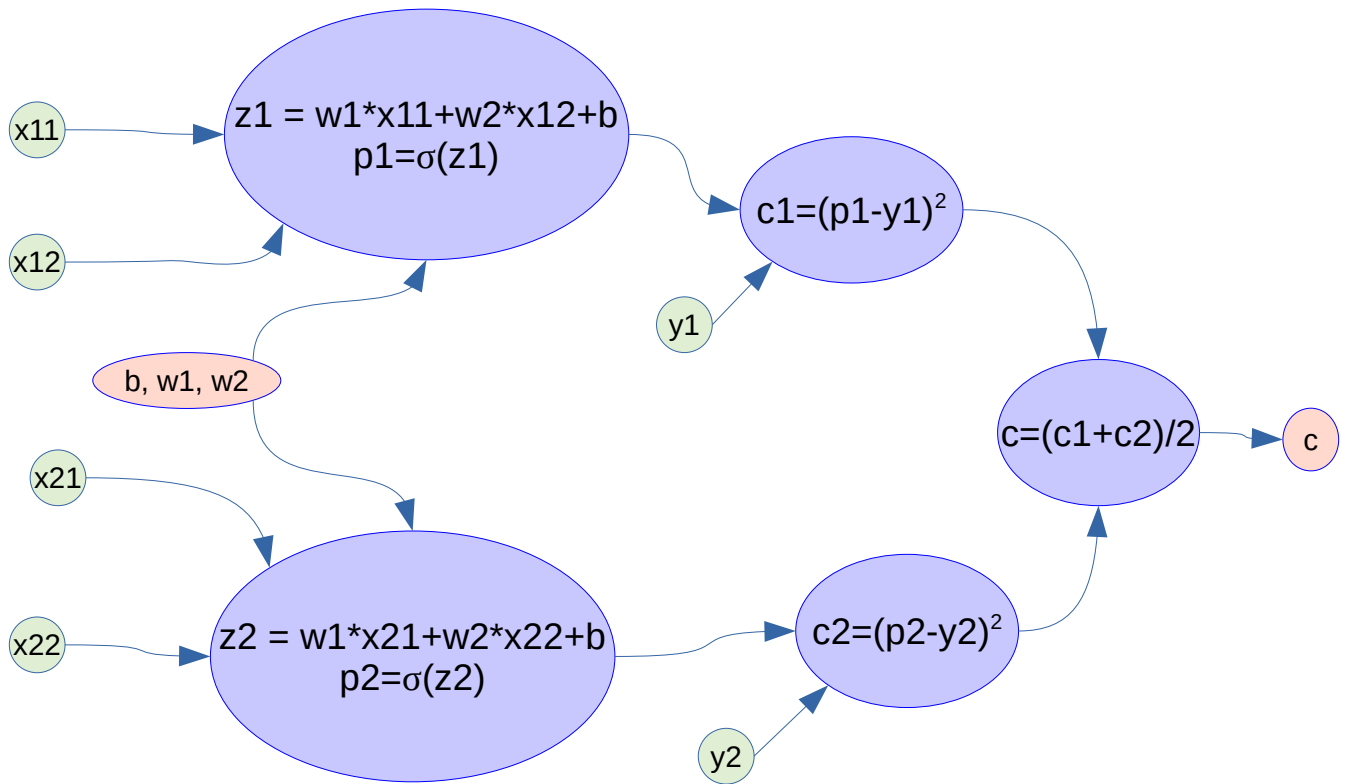 x11
z1 = w1*x11+w2*x12+b
p1=σ(z1)
x12
c1=(p1-y1)²
y1
b, w1, w2
c=(c1+c2)/2
c
x21
z2 = w1*x21+w2*x22+b
p2=σ(z2)
x22
c2=(p2-y2)²
y2